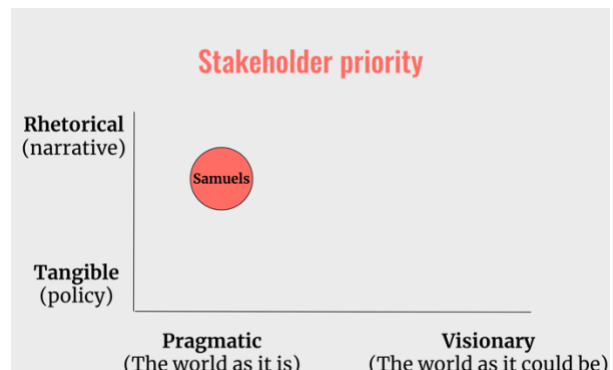 Stakeholder priority
Rhetorical
(narrative)
Samuels
Tangible
(policy)
Pragmatic
(The world as it is)
Visionary
(The world as it could be)